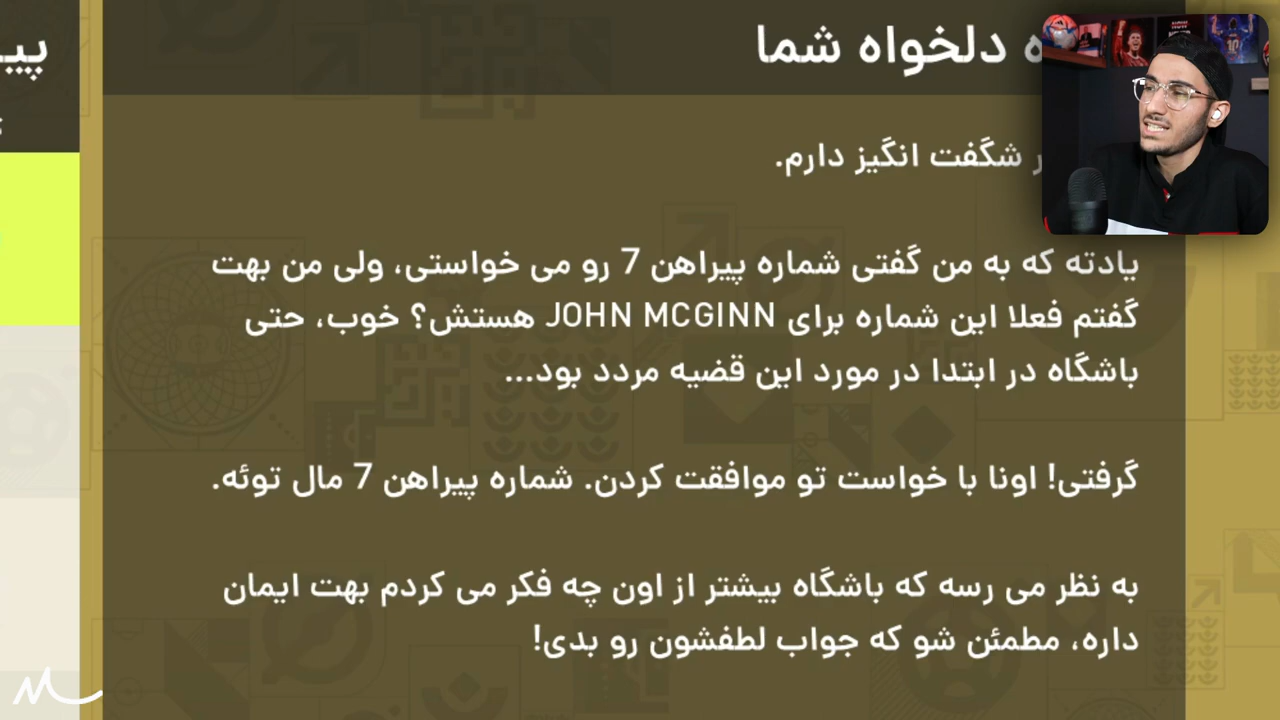 دلخواه شما
شگفت انگیز دارم.
یادته که به من گفتی شماره پیراهن 7 رو می خواستی، ولی من بهت
گفتم فعلا این شماره برای JOHN MCGINN هستش؟ خوب، حتی
باشگاه در ابتدا در مورد این قضیه مردد بود...
گرفتی! اونا با خواست تو موافقت کردن. شماره پیراهن 7 مال توئه.
به نظر می رسه که باشگاه بیشتر از اون چه فکر می کردم بهت ایمان
داره، مطمئن شو که جواب لطفشون رو بدی!